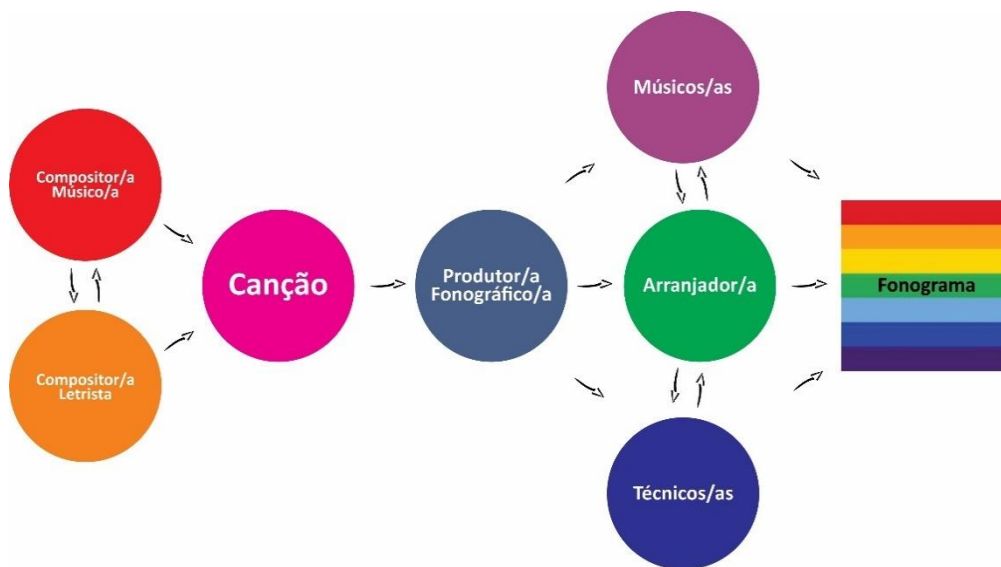 Compositor/a
Músico/a
Compositor/a
Letrista
Canção
Produtor/a
Fonográfico/a
Músicos/as
Arranjador/a
Técnicos/as
Fonograma